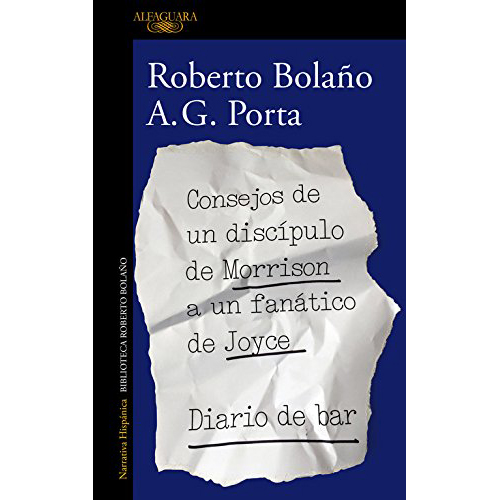 ALFAGUARA
Roberto Bolaño
A. G. Porta
Consejos de
un discípulo
de Morrison
a un fanático
de Joyce
Diario de bar
Narrativa Hispánica BIBLIOTECA ROBERTO BOLAÑO